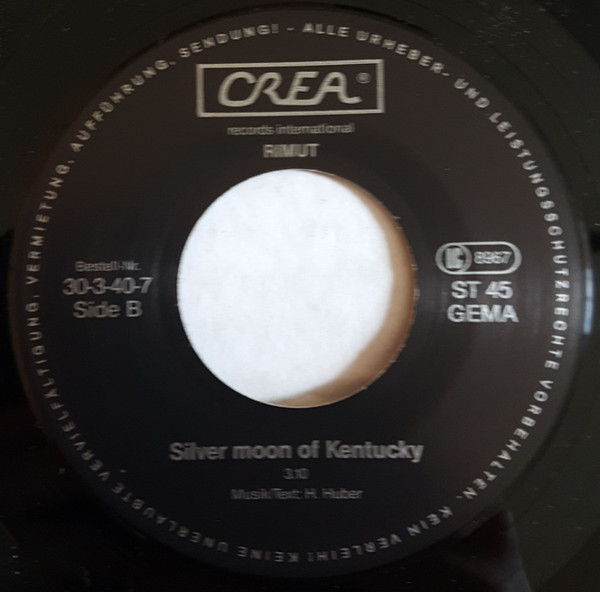 ALLE URHEBER- UND LEISTUNGSSCHUTZRECHTE VORBEHALTEN. KEIN VERLEIH! KEINE UNERLAUBTE VERVIELFÄLTIGUNG, VERMIETUNG, AUFFÜHRUNG, SENDUNG! -
CREA®
records international
RIMUT
Bestell-Nr.
30-3-40-7
Side B
LC 8967
ST 45
GEMA
Silver moon of Kentucky
3.10
Musik/Text: H. Huber